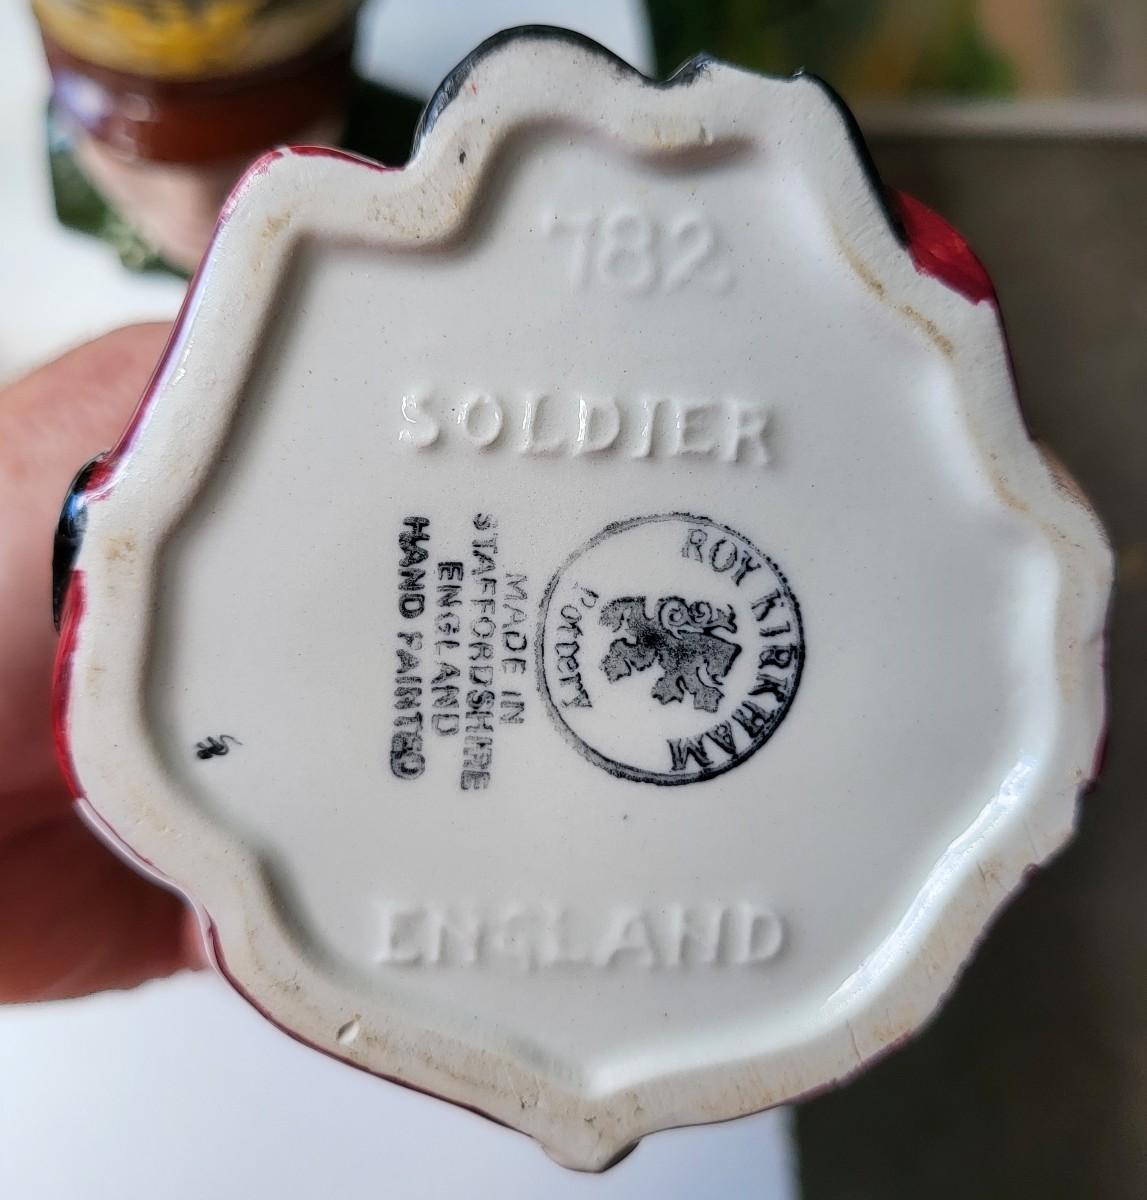 782
SOLDIER
ROY KIRKHAM
Pottery
MADE IN
STAFFORDSHIRE
ENGLAND
HAND PAINTED
ENGLAND